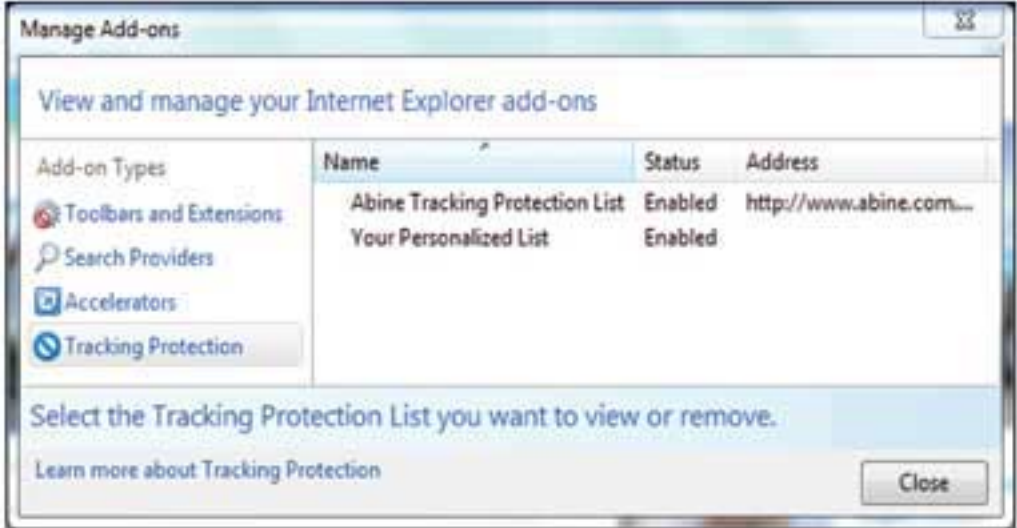 Manage Add-ons
View and manage your Internet Explorer add-ons
Add-on Types
Toolbars and Extensions
Search Providers
Accelerators
Tracking Protection
Name Status Address
Abine Tracking Protection List Enabled http://www.abine.com....
Your Personalized List Enabled
Select the Tracking Protection List you want to view or remove.
Learn more about Tracking Protection
Close